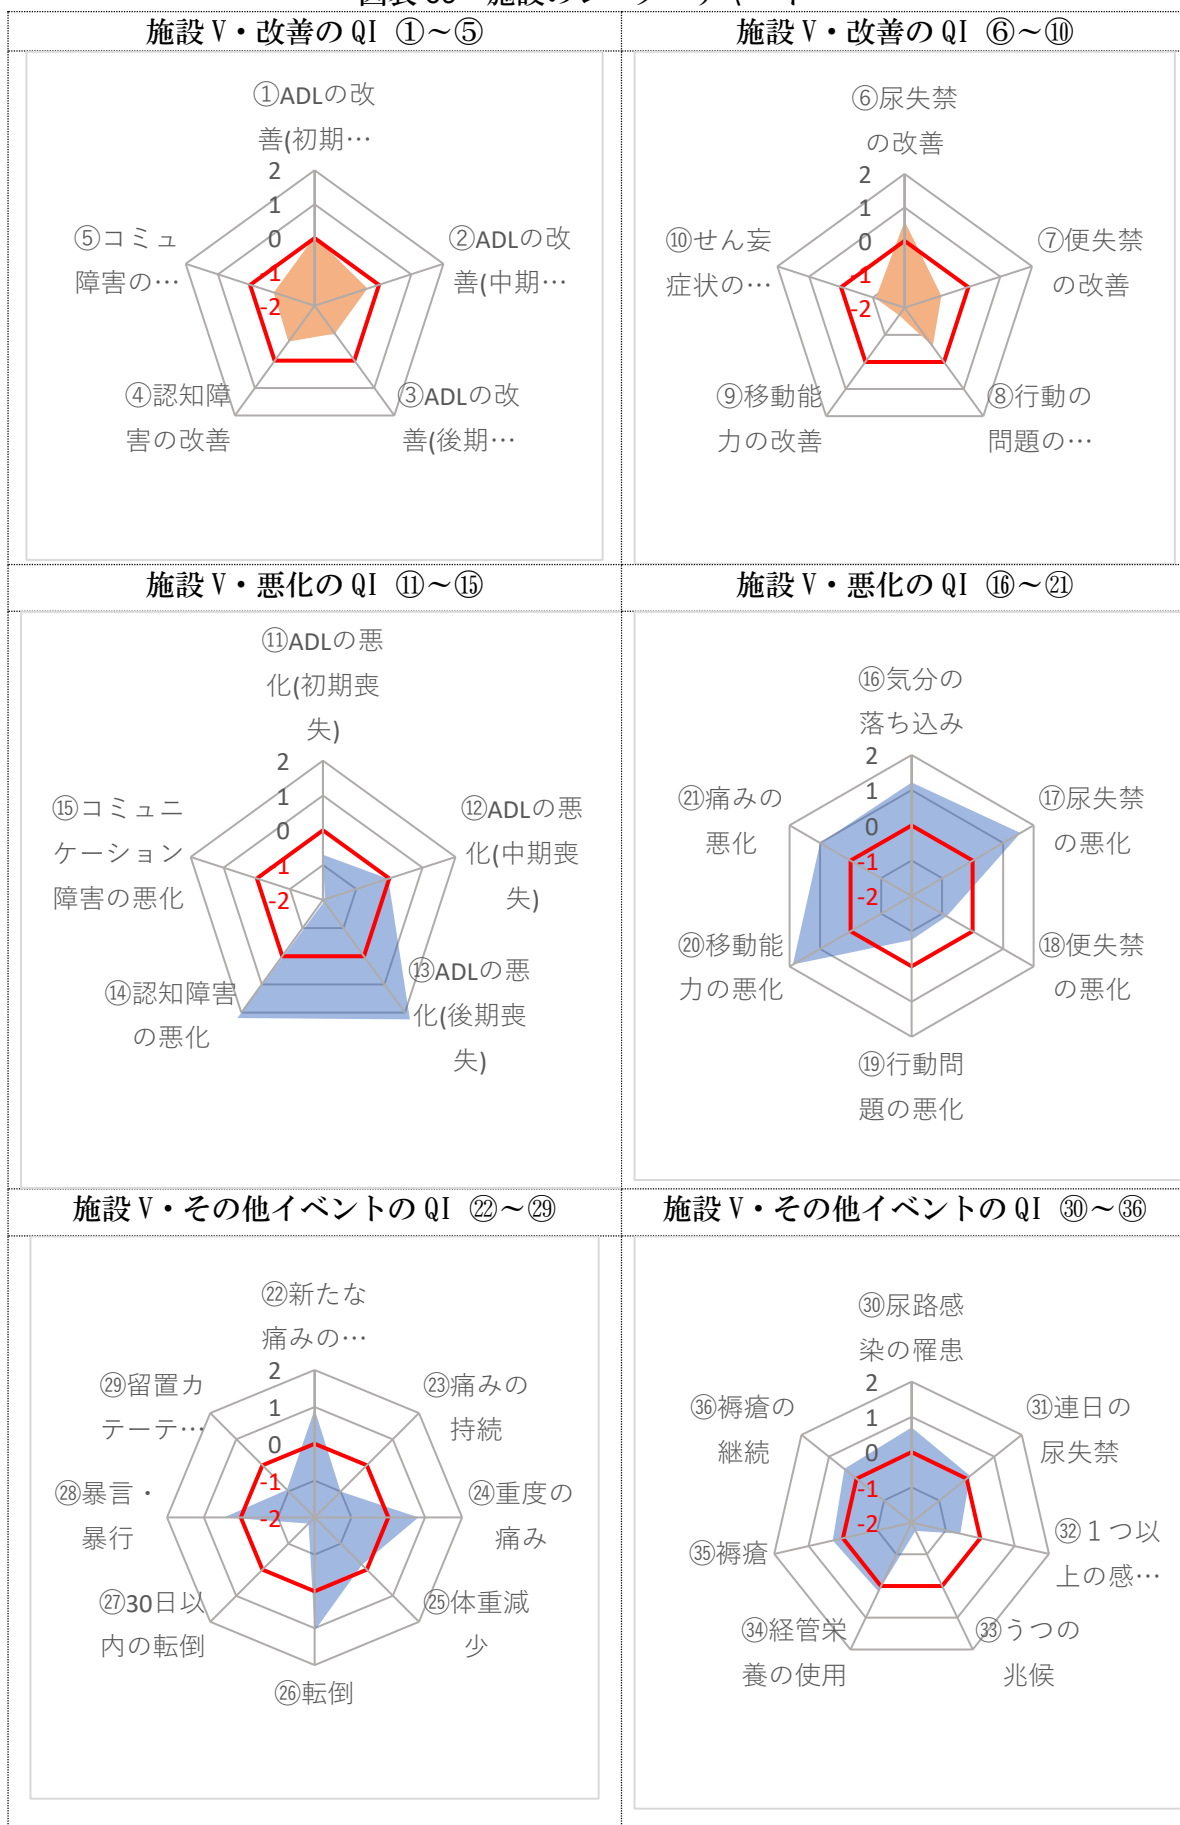 施設 V・改善の QI ①～⑤
施設 V・改善の QI ⑥～⑩
①ADLの改
善(初期…
2
1
0
-1
-2
②ADLの改
善(中期…
③ADLの改
善(後期…
④認知障
害の改善
⑤コミュ
障害の…
⑥尿失禁
の改善
2
1
0
-1
-2
⑦便失禁
の改善
⑧行動の
問題の…
⑨移動能
力の改善
⑩せん妄
症状の…
施設 V・悪化の QI ⑪～⑮
施設 V・悪化の QI ⑯～㉑
⑪ADLの悪
化(初期喪
失)
2
1
0
-1
-2
⑫ADLの悪
化(中期喪
失)
⑬ADLの悪
化(後期喪
失)
⑭認知障害
の悪化
⑮コミュニ
ケーション
障害の悪化
⑯気分の
落ち込み
2
1
0
-1
-2
⑰尿失禁
の悪化
⑱便失禁
の悪化
⑲行動問
題の悪化
⑳移動能
力の悪化
㉑痛みの
悪化
施設 V・その他イベントの QI ㉒～㉙
施設 V・その他イベントの QI ㉚～㊱
㉒新たな
痛みの…
2
1
0
-1
-2
㉓痛みの
持続
㉔重度の
痛み
㉕体重減
少
㉖転倒
㉗30日以
内の転倒
㉘暴言・
暴行
㉙留置カ
テーテ…
㉚尿路感
染の罹患
2
1
0
-1
-2
㉛連日の
尿失禁
㉜１つ以
上の感…
㉝うつの
兆候
㉞経管栄
養の使用
㉟褥瘡
㊱褥瘡の
継続